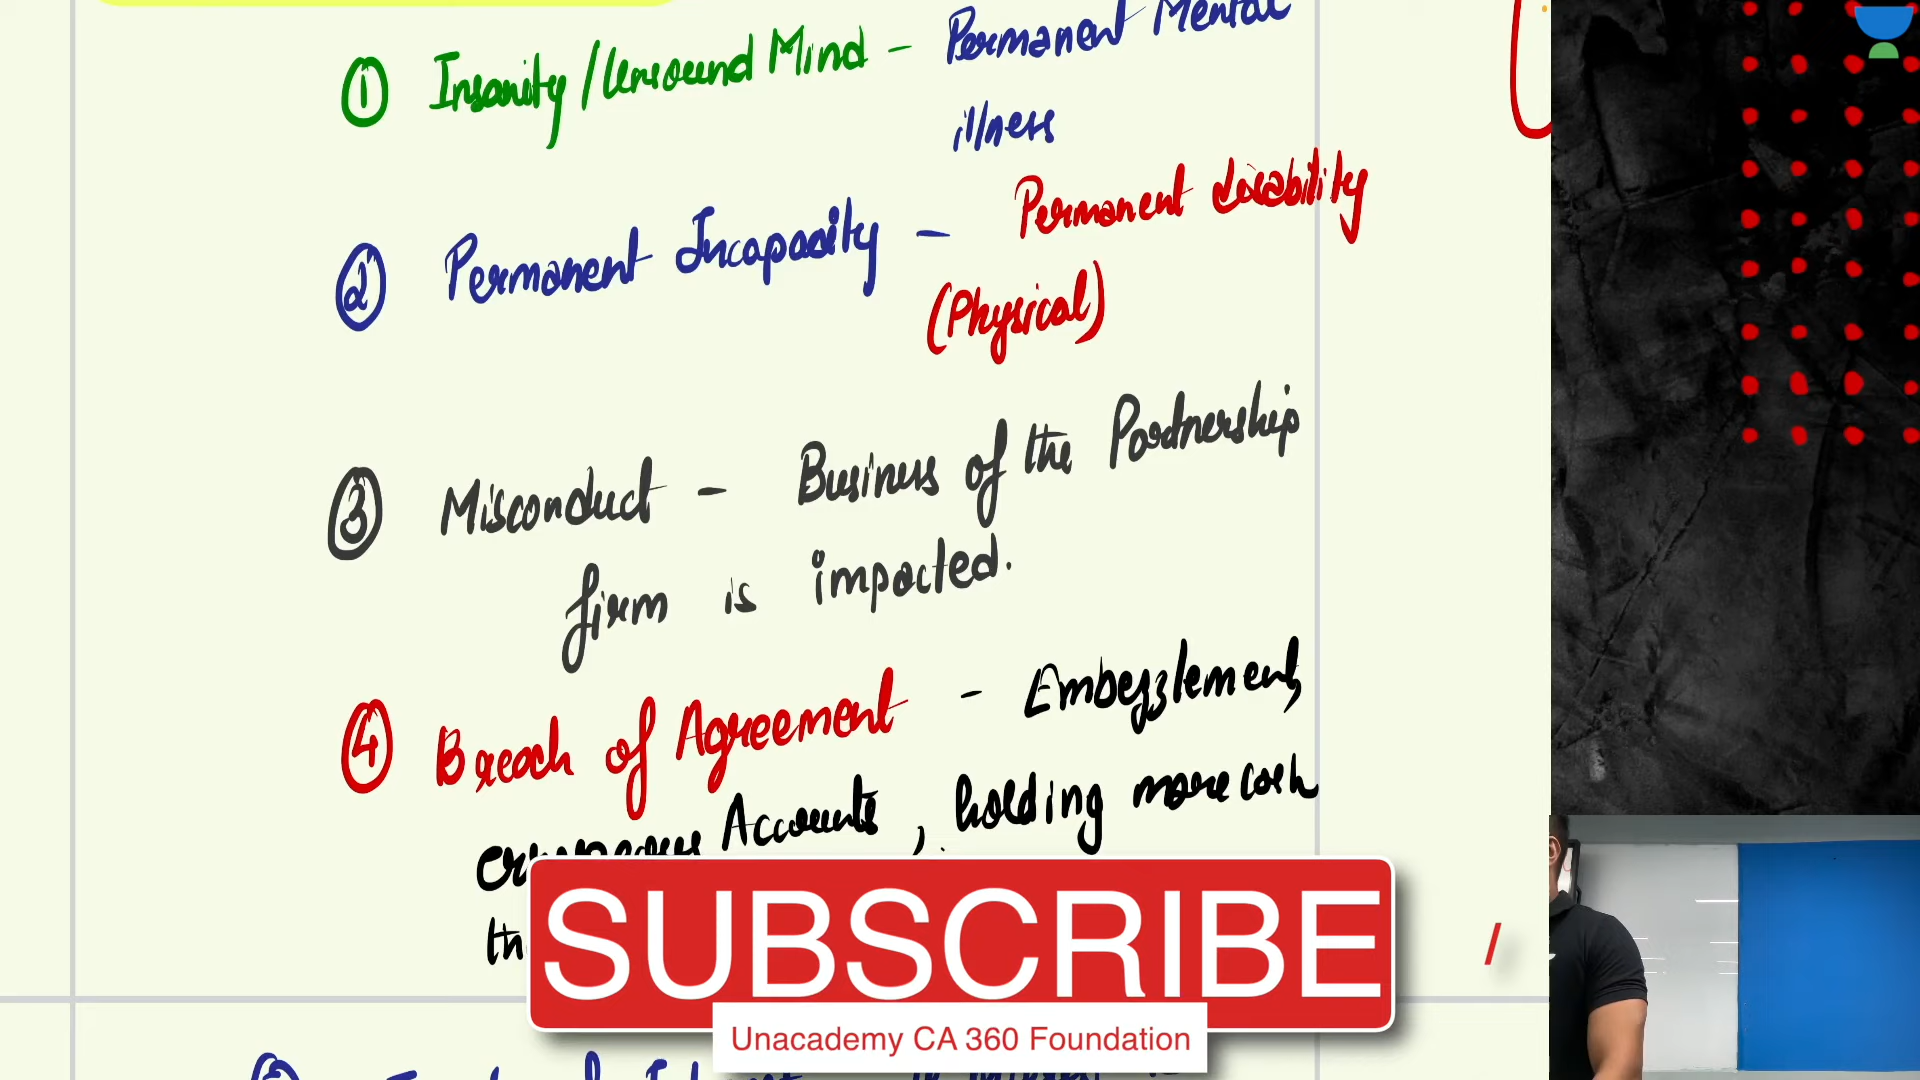 ① Insanity/Unsound Mind – Permanent Mental
illness
② Permanent Incapacity – Permanent disability
(Physical)
③ Misconduct – Business of the Partnership
firm is impacted.
④ Breach of Agreement – Embezzlement,
Accounts, holding more cash
SUBSCRIBE
Unacademy CA 360 Foundation